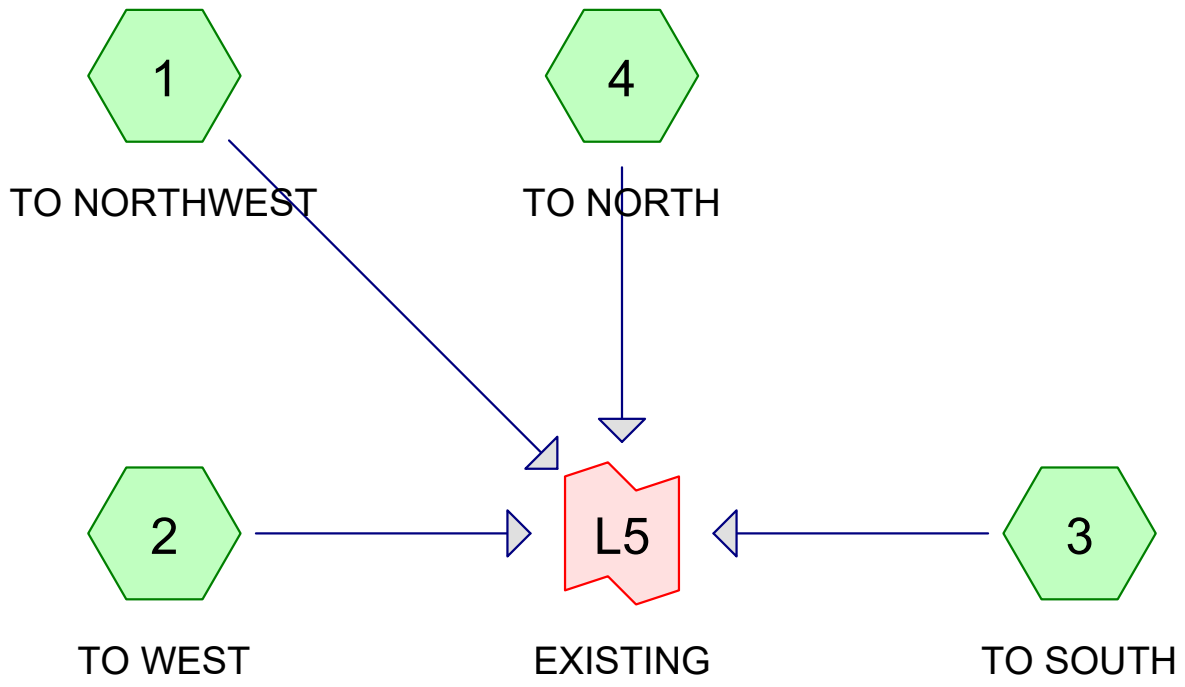 1
4
TO NORTHWEST
TO NORTH
2
L5
3
TO WEST
EXISTING
TO SOUTH